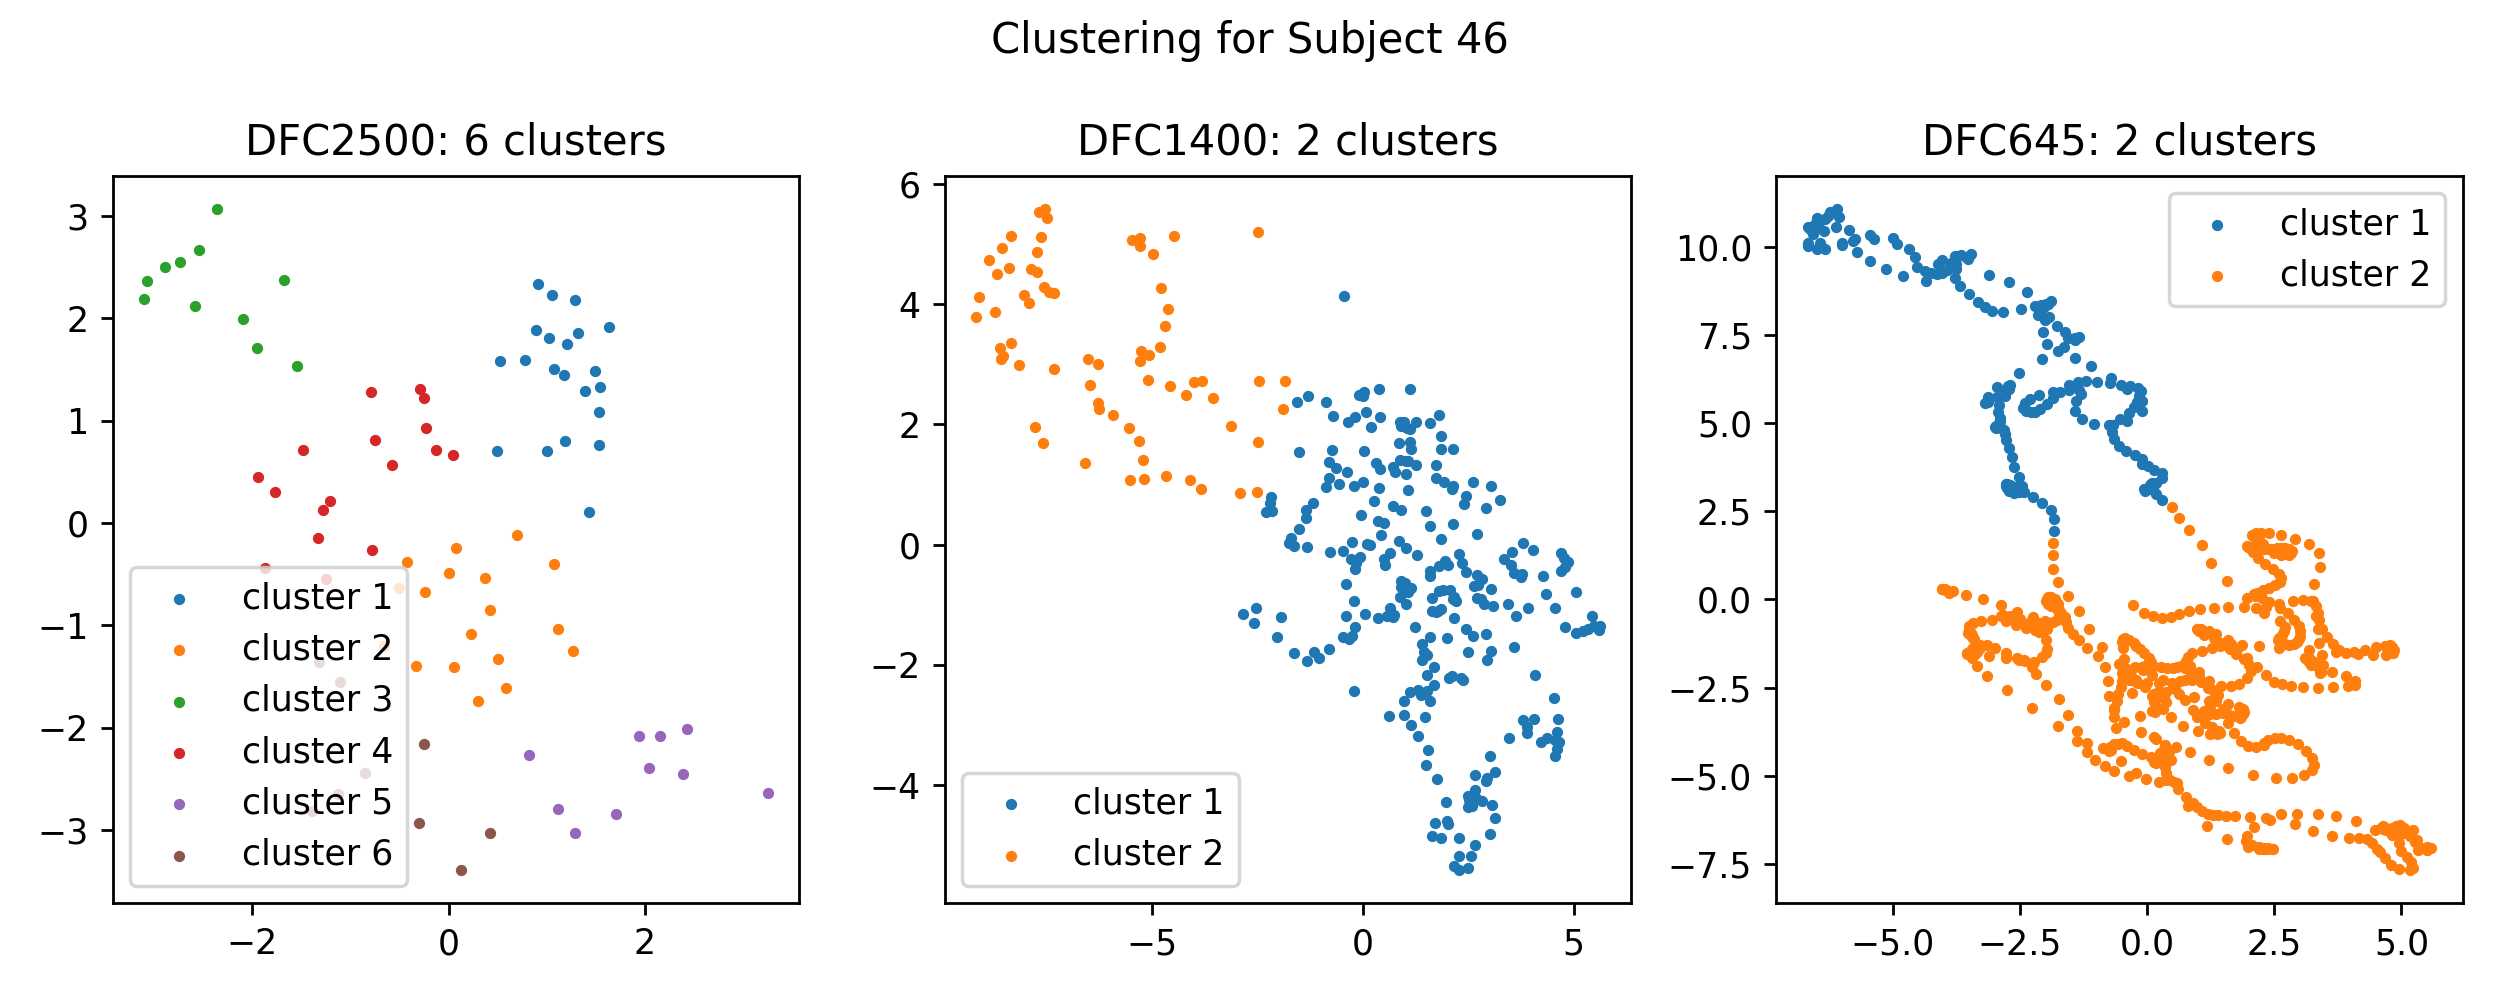 Clustering for Subject 46
DFC2500: 6 clusters
3
2
1
0
−1
−2
−3
−2
0
2
cluster 1
cluster 2
cluster 3
cluster 4
cluster 5
cluster 6
DFC1400: 2 clusters
6
4
2
0
−2
−4
−5
0
5
cluster 1
cluster 2
DFC645: 2 clusters
10.0
7.5
5.0
2.5
0.0
−2.5
−5.0
−7.5
−5.0
−2.5
0.0
2.5
5.0
cluster 1
cluster 2